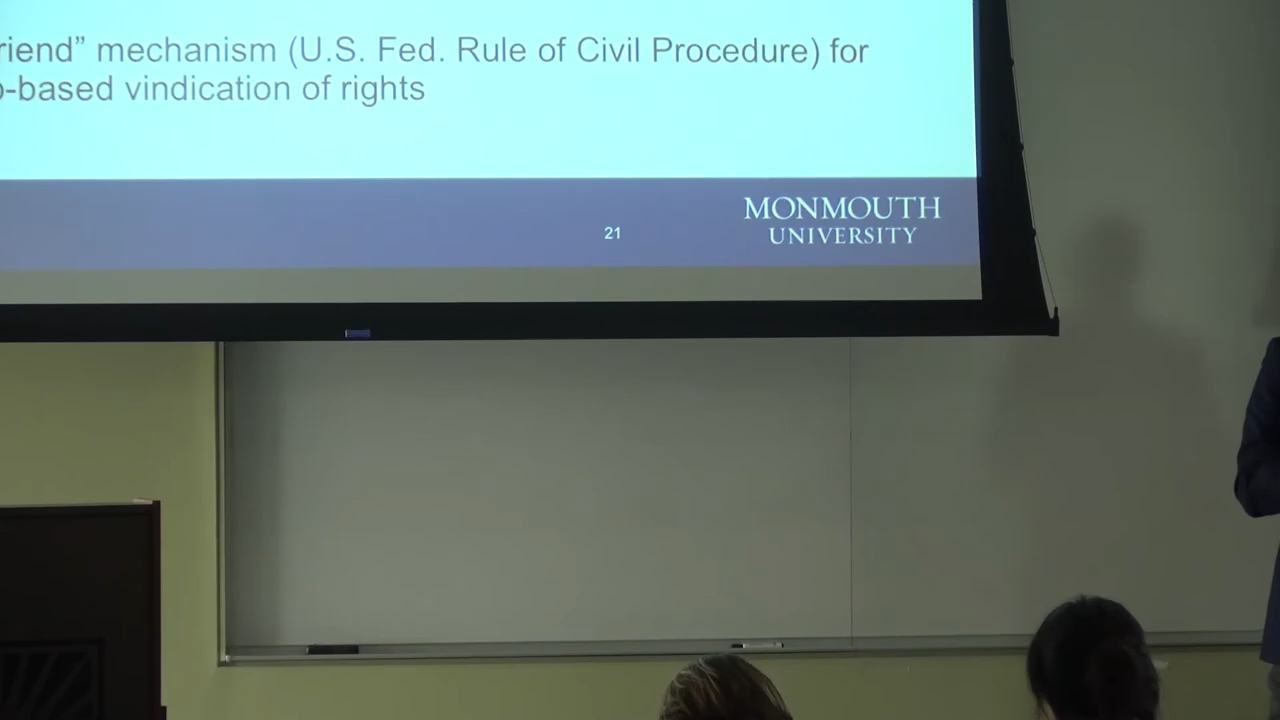 riend” mechanism (U.S. Fed. Rule of Civil Procedure) for
-based vindication of rights
21
MONMOUTH
UNIVERSITY